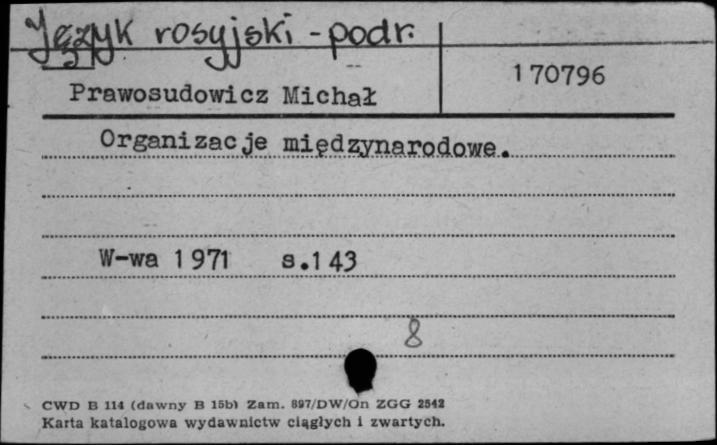 Język rosyjski - podr.
170796
Prawosudowicz Michał
Organizacje międzynarodowe.
W-wa 1971 s.143
8
CWD B 114 (dawny B 15b) Zam. 897/DW/On ZGG 2542
Karta katalogowa wydawnictw ciągłych i zwartych.